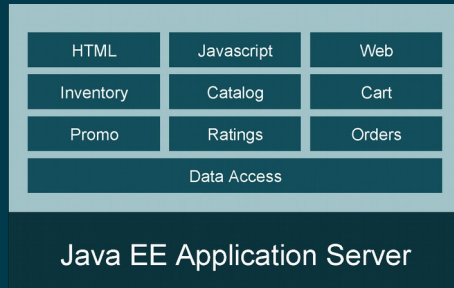 HTML Javascript Web
Inventory Catalog Cart
Promo Ratings Orders
Data Access
Java EE Application Server